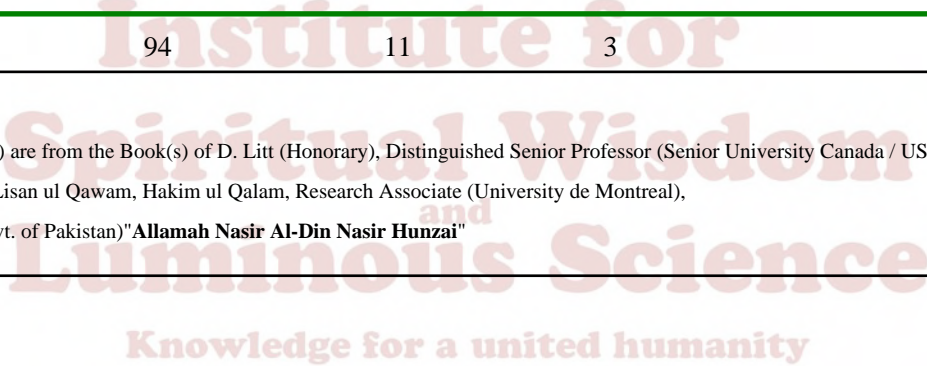 Institute for
94 11 3
Spiritual Wisdom
) are from the Book(s) of D. Litt (Honorary), Distinguished Senior Professor (Senior University Canada / US
Lisan ul Qawam, Hakim ul Qalam, Research Associate (University de Montreal),
and
vt. of Pakistan)"Allamah Nasir Al-Din Nasir Hunzai"
Luminous Science
Knowledge for a united humanity